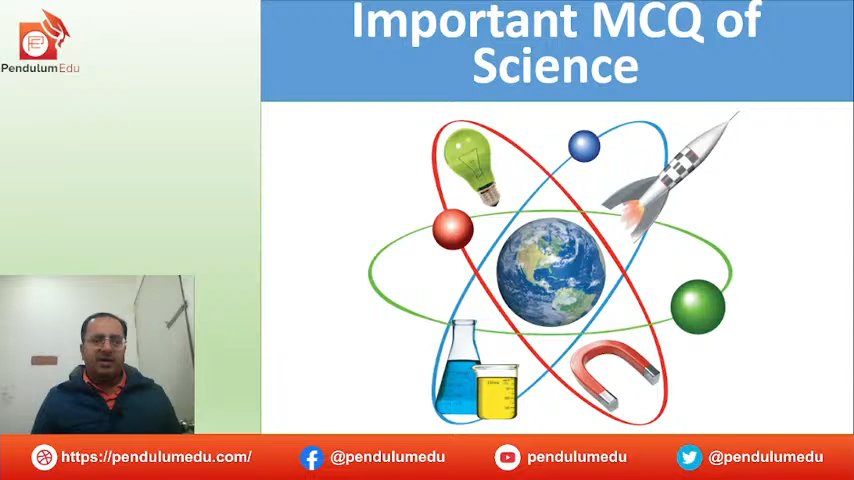 Important MCQ of
Science
PendulumEdu
https://pendulumedu.com/
@pendulumedu
pendulumedu
@pendulumedu